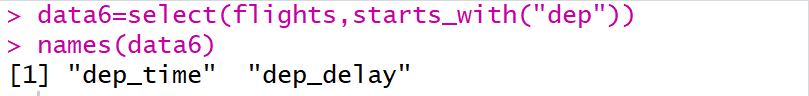 > data6=select(flights,starts_with("dep"))
> names(data6)
[1] "dep_time"  "dep_delay"